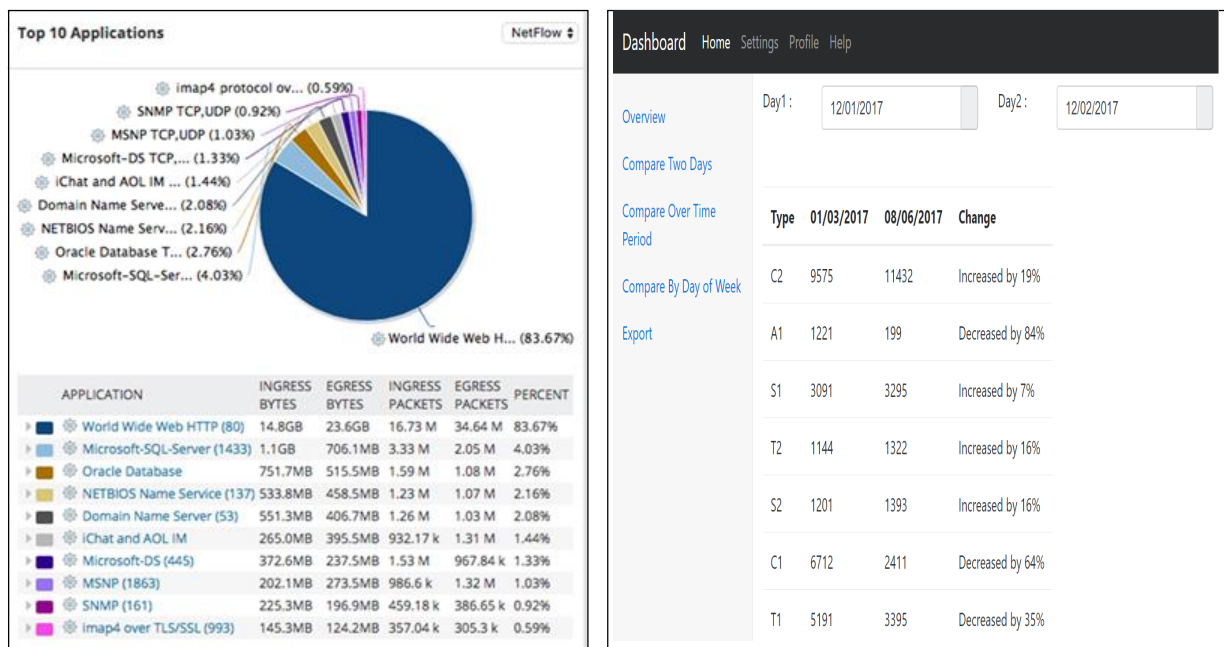 Top 10 Applications
NetFlow
imap4 protocol ov... (0.59%)
SNMP TCP,UDP (0.92%)
MSNP TCP,UDP (1.03%)
Microsoft-DS TCP,... (1.33%)
iChat and AOL IM ... (1.44%)
Domain Name Serve... (2.08%)
NETBIOS Name Serv... (2.16%)
Oracle Database T... (2.76%)
Microsoft-SQL-Ser... (4.03%)
World Wide Web H... (83.67%)
APPLICATION INGRESS BYTES EGRESS BYTES INGRESS PACKETS EGRESS PACKETS PERCENT
World Wide Web HTTP (80) 14.8GB 23.6GB 16.73 M 34.64 M 83.67%
Microsoft-SQL-Server (1433) 1.1GB 706.1MB 3.33 M 2.05 M 4.03%
Oracle Database 751.7MB 515.5MB 1.59 M 1.08 M 2.76%
NETBIOS Name Service (137) 533.8MB 458.5MB 1.23 M 1.07 M 2.16%
Domain Name Server (53) 551.3MB 406.7MB 1.26 M 1.03 M 2.08%
iChat and AOL IM 265.0MB 395.5MB 932.17 k 1.31 M 1.44%
Microsoft-DS (445) 372.6MB 237.5MB 1.53 M 967.84 k 1.33%
MSNP (1863) 202.1MB 273.5MB 986.6 k 1.32 M 1.03%
SNMP (161) 225.3MB 196.9MB 459.18 k 386.65 k 0.92%
imap4 over TLS/SSL (993) 145.3MB 124.2MB 357.04 k 305.3 k 0.59%
Dashboard Home Settings Profile Help
Overview
Compare Two Days
Compare Over Time
Period
Compare By Day of Week
Export
Day1 : 12/01/2017 Day2 : 12/02/2017
Type 01/03/2017 08/06/2017 Change
C2 9575 11432 Increased by 19%
A1 1221 199 Decreased by 84%
S1 3091 3295 Increased by 7%
T2 1144 1322 Increased by 16%
S2 1201 1393 Increased by 16%
C1 6712 2411 Decreased by 64%
T1 5191 3395 Decreased by 35%